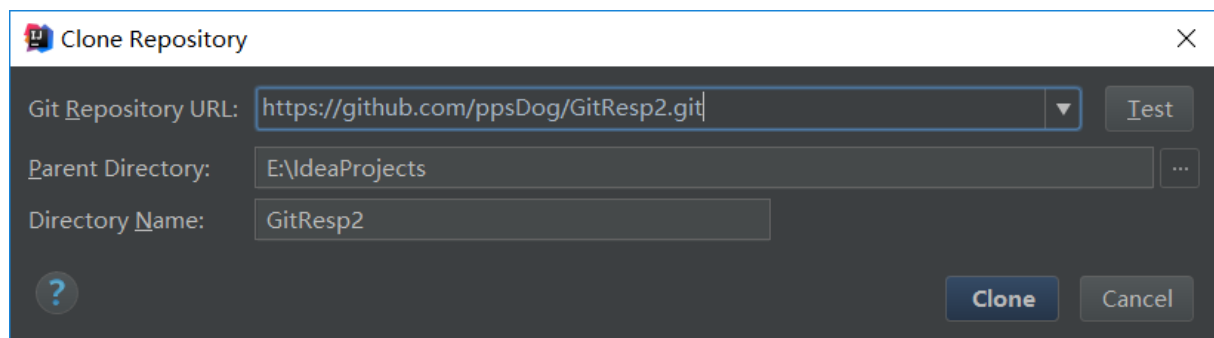 Clone Repository
Git Repository URL: https://github.com/ppsDog/GitResp2.git Test
Parent Directory: E:\IdeaProjects ...
Directory Name: GitResp2
? Clone Cancel